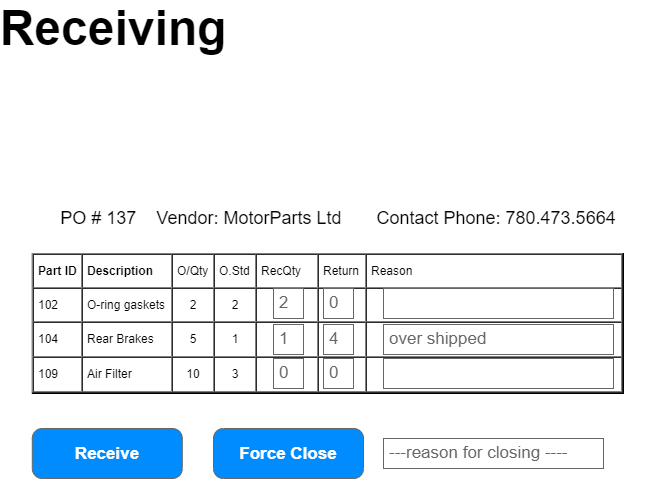 Receiving
PO # 137 Vendor: MotorParts Ltd Contact Phone: 780.473.5664
Part ID Description O/Qty O.Std RecQty Return Reason
102 O-ring gaskets 2 2 2 0
104 Rear Brakes 5 1 1 4 over shipped
109 Air Filter 10 3 0 0
Receive Force Close ---reason for closing ----